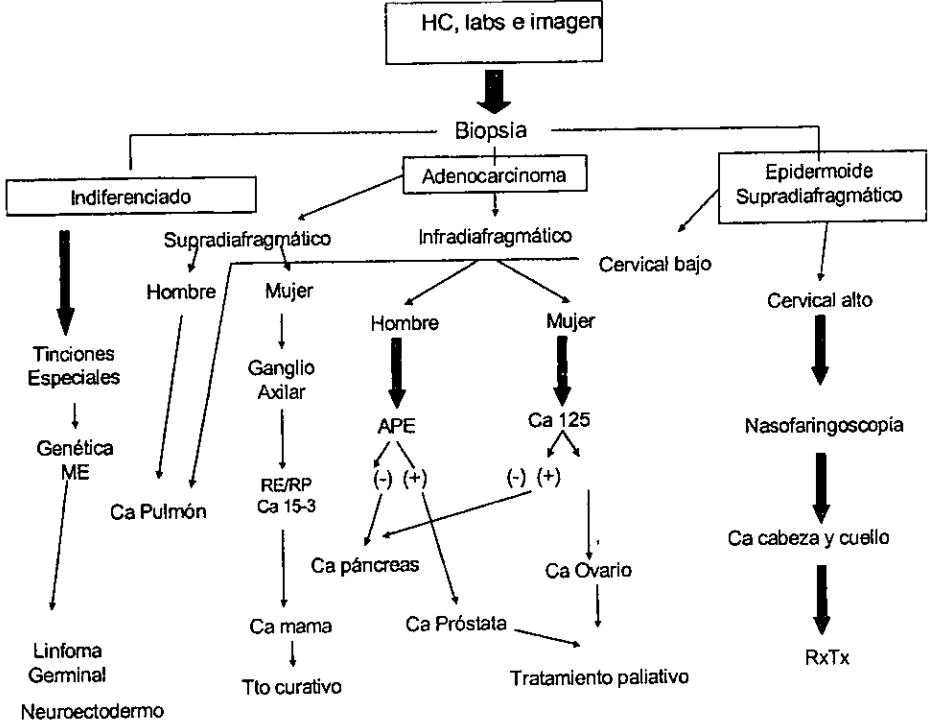 HC, labs e imagen
Biopsia
Indiferenciado
Adenocarcinoma
Epidermoide
Supradiafragmático
Supradiafragmático
Infradiafragmático
Cervical bajo
Hombre
Mujer
Hombre
Mujer
Cervical alto
Tinciones
Especiales
Ganglio
Axilar
APE
Ca 125
Nasofaringoscopía
Genética
ME
(-) (+)
(-) (+)
RE/RP
Ca 15-3
Ca Pulmón
Ca páncreas
Ca Ovario
Ca cabeza y cuello
Ca mama
Ca Próstata
Linfoma
Germinal
Neuroectodermo
Tto curativo
Tratamiento paliativo
RxTx